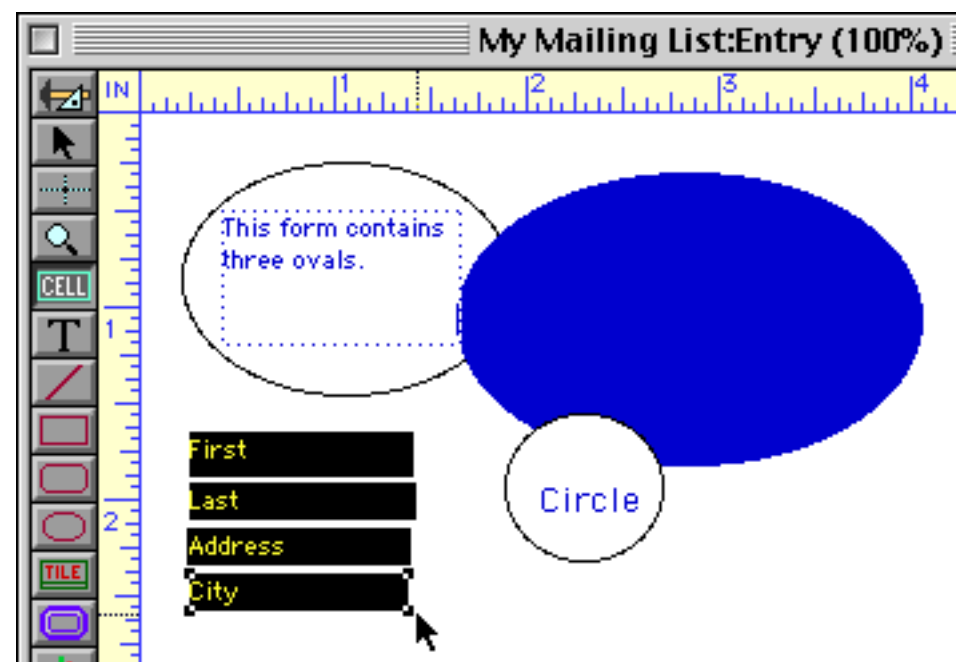 My Mailing List:Entry (100%)
IN
1
2
3
4
This form contains
three ovals.
CELL
T
1
First
Last
Circle
2
Address
TILE
City